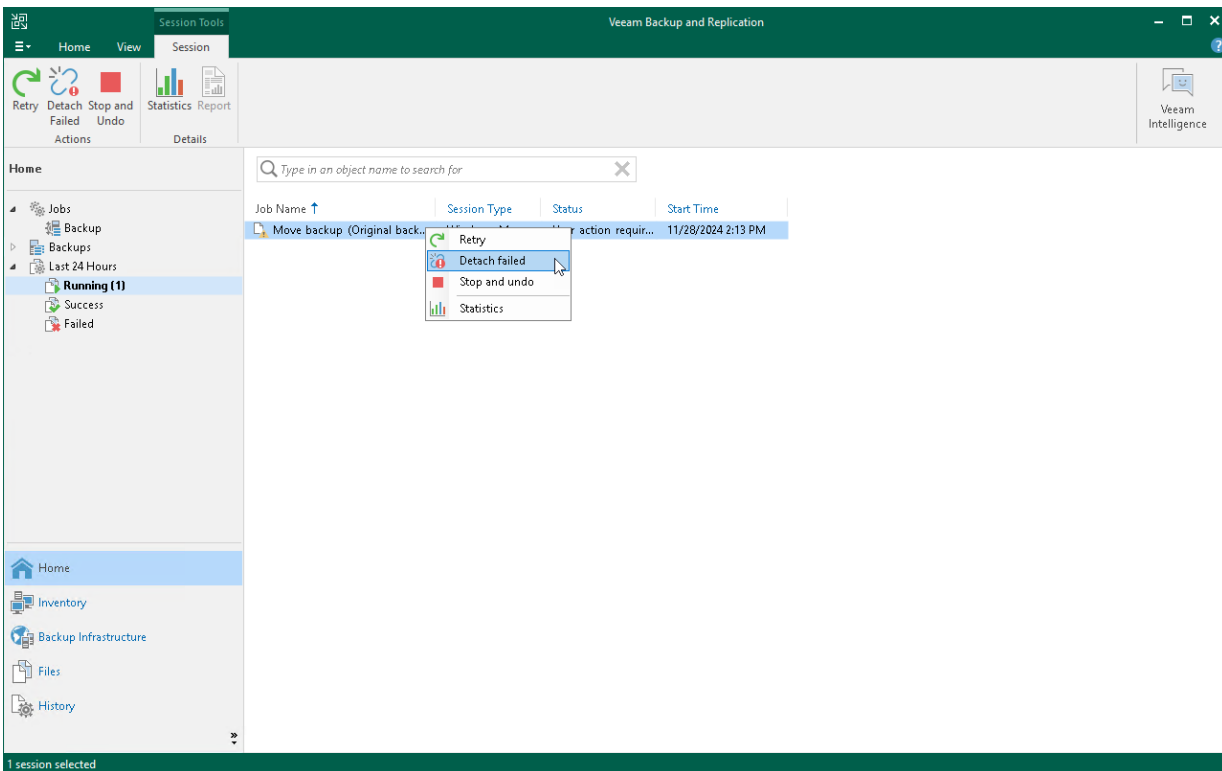 Session Tools
Veeam Backup and Replication
Home View Session
Retry Detach Failed Stop and Undo Statistics Report
Actions Details
Veeam Intelligence
Home
Type in an object name to search for
Jobs
Backup
Backups
Last 24 Hours
Running (1)
Success
Failed
Job Name Session Type Status Start Time
Move backup (Original back... requir... 11/28/2024 2:13 PM
Retry
Detach failed
Stop and undo
Statistics
Home
Inventory
Backup Infrastructure
Files
History
1 session selected